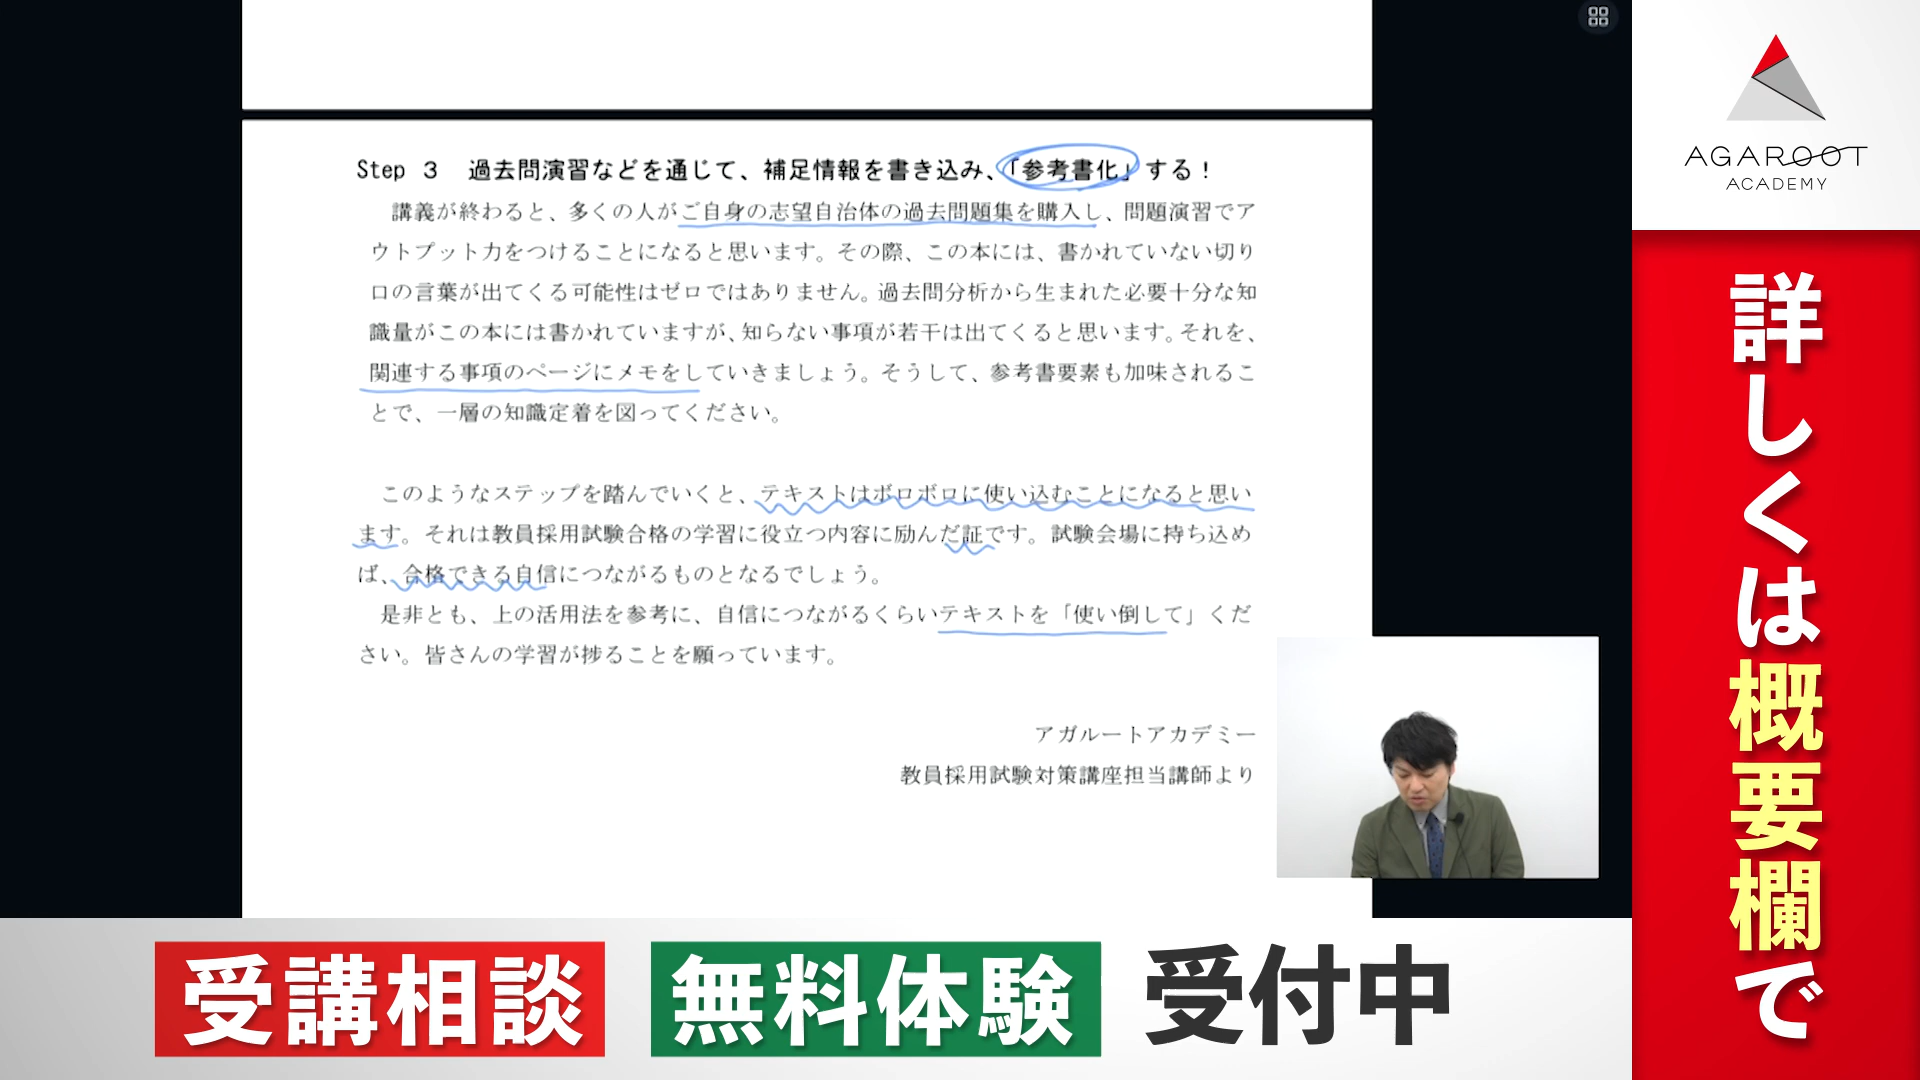 Step 3 過去問演習などを通じて、補足情報を書き込み、「参考書化」する！
講義が終わると、多くの人がご自身の志望自治体の過去問題集を購入し、問題演習でア
ウトプット力をつけることになると思います。その際、この本には、書かれていない切り
口の言葉が出てくる可能性はゼロではありません。過去問分析から生まれた必要十分な知
識量がこの本には書かれていますが、知らない事項が若干は出てくると思います。それを、
関連する事項のページにメモをしていきましょう。そうして、参考書要素も加味されるこ
とで、一層の知識定着を図ってください。
このようなステップを踏んでいくと、テキストはボロボロに使い込むことになると思い
ます。それは教員採用試験合格の学習に役立つ内容に励んだ証です。試験会場に持ち込め
ば、合格できる自信につながるものとなるでしょう。
是非とも、上の活用法を参考に、自信につながるくらいテキストを「使い倒して」くだ
さい。皆さんの学習が捗ることを願っています。
アガルートアカデミー
教員採用試験対策講座担当講師より
AGAROOT
ACADEMY
詳しくは概要欄で
受講相談 無料体験 受付中